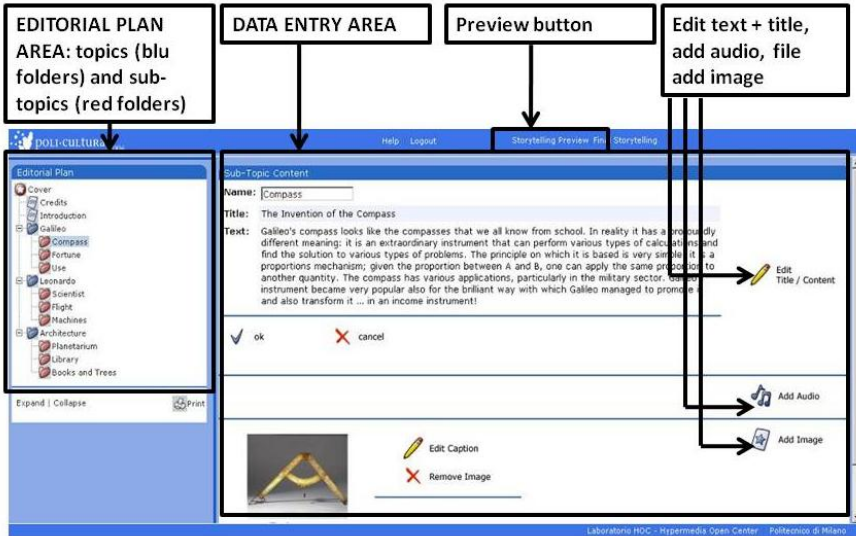 EDITORIAL PLAN
AREA: topics (blu
folders) and sub-
topics (red folders)
DATA ENTRY AREA
Preview button
Edit text + title,
add audio, file
add image
POLI·CULTURA
Help Logout
Storytelling Preview Fin Storytelling
Editorial Plan
Cover
Credits
Introduction
Galileo
Compass
Fortune
Use
Leonardo
Scientist
Flight
Machines
Architecture
Planetarium
Library
Books and Trees
Expand | Collapse
Print
Sub-Topic Content
Name: Compass
Title: The Invention of the Compass
Text: Galileo's compass looks like the compasses that we all know from school. In reality it has a profoundly
different meaning: it is an extraordinary instrument that can perform various types of calculations and
find the solution to various types of problems. The principle on which it is based is very simple: it is a
proportions mechanism; given the proportion between A and B, one can apply the same proportion to
another quantity. The compass has various applications, particularly in the military sector. Galileo's
instrument became very popular also for the brilliant way with which Galileo managed to promote it
and also transform it ... in an income instrument!
Edit
Title / Content
ok
cancel
Add Audio
Add Image
Edit Caption
Remove Image
Laboratorio HOC - Hypermedia Open Center Politecnico di Milano